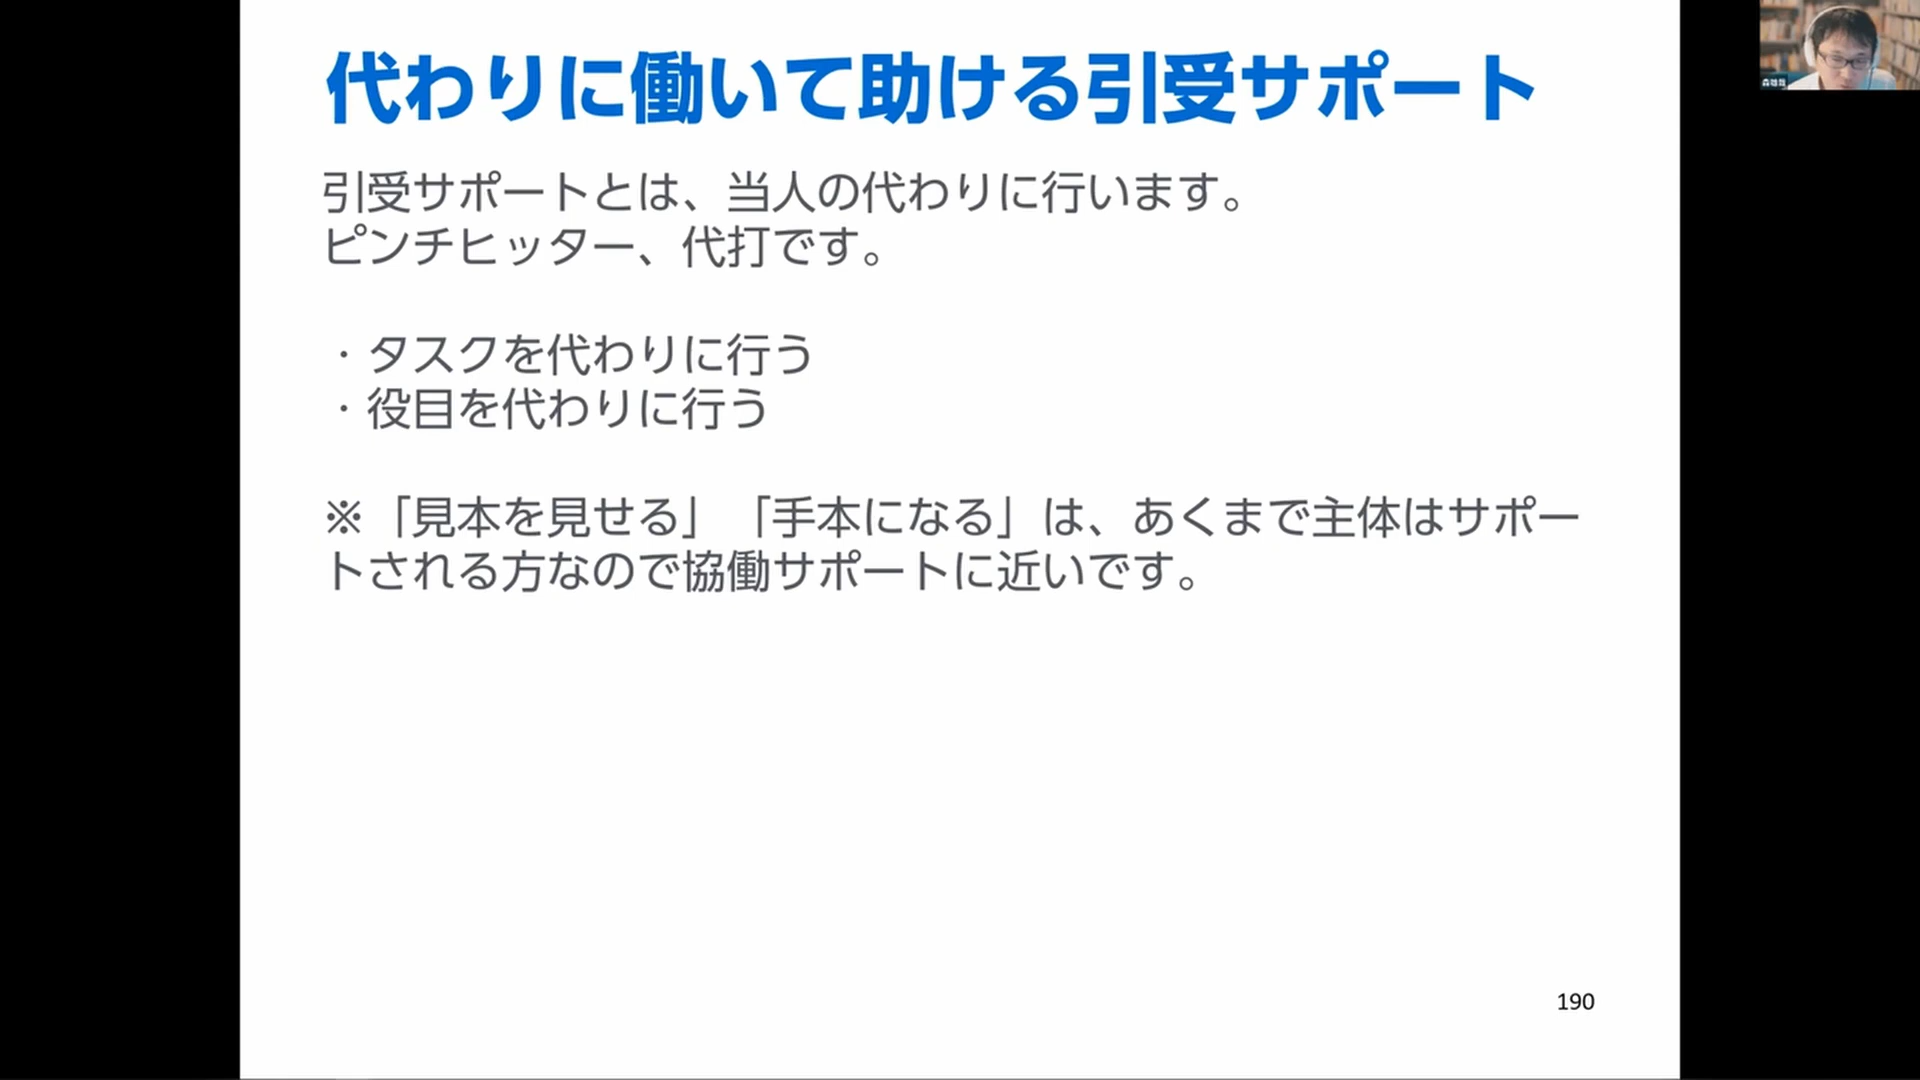 代わりに働いて助ける引受サポート
引受サポートとは、当人の代わりに行います。
ピンチヒッター、代打です。
・タスクを代わりに行う
・役目を代わりに行う
※「見本を見せる」「手本になる」は、あくまで主体はサポー
トされる方なので協働サポートに近いです。
190